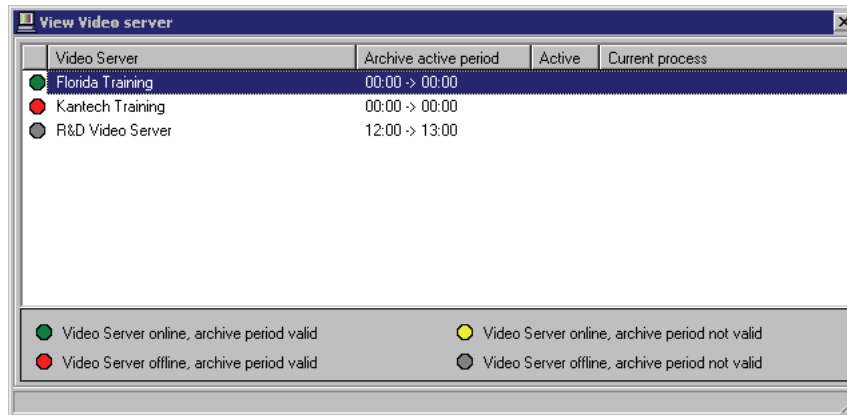 View Video server
Video Server Archive active period Active Current process
Florida Training 00:00 -> 00:00
Kantech Training 00:00 -> 00:00
R&D Video Server 12:00 -> 13:00
Video Server online, archive period valid Video Server online, archive period not valid
Video Server offline, archive period valid Video Server offline, archive period not valid